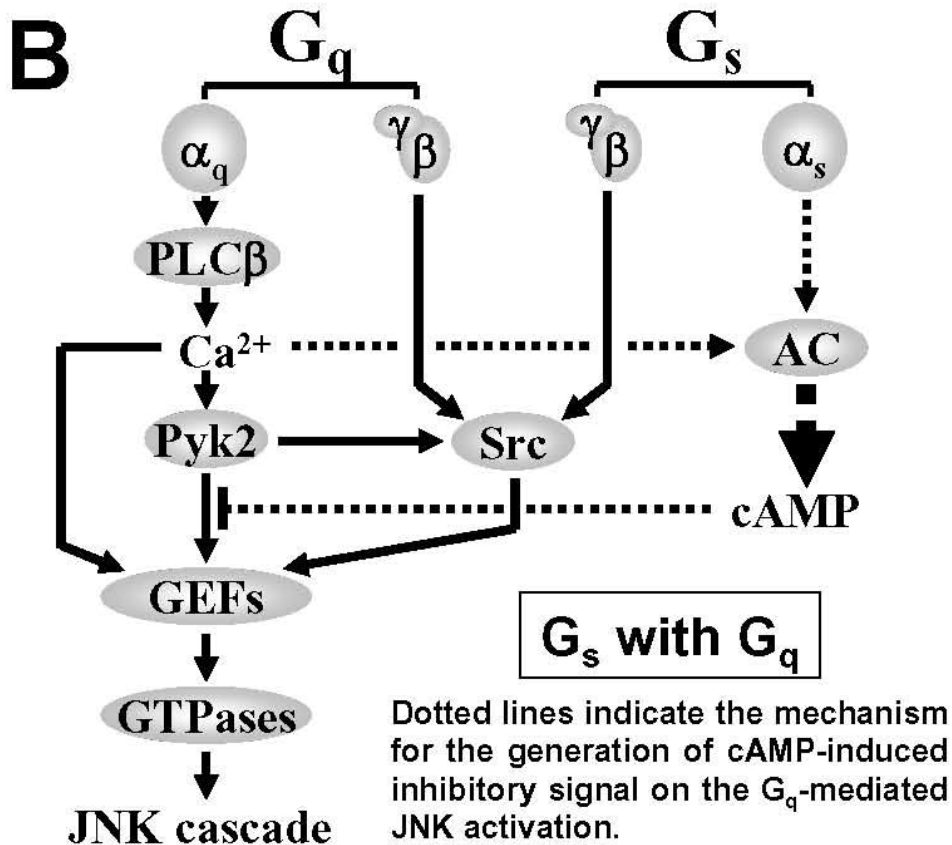 B
Gq
Gs
αq
γβ
γβ
αs
PLCβ
Ca²⁺
AC
Pyk2
Src
cAMP
GEFs
Gs with Gq
GTPases
Dotted lines indicate the mechanism
for the generation of cAMP-induced
inhibitory signal on the Gq-mediated
JNK activation.
JNK cascade